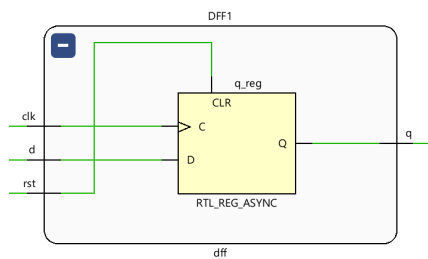 DFF1
q_reg
CLR
clk
C
d
D
Q
q
rst
RTL_REG_ASYNC
dff